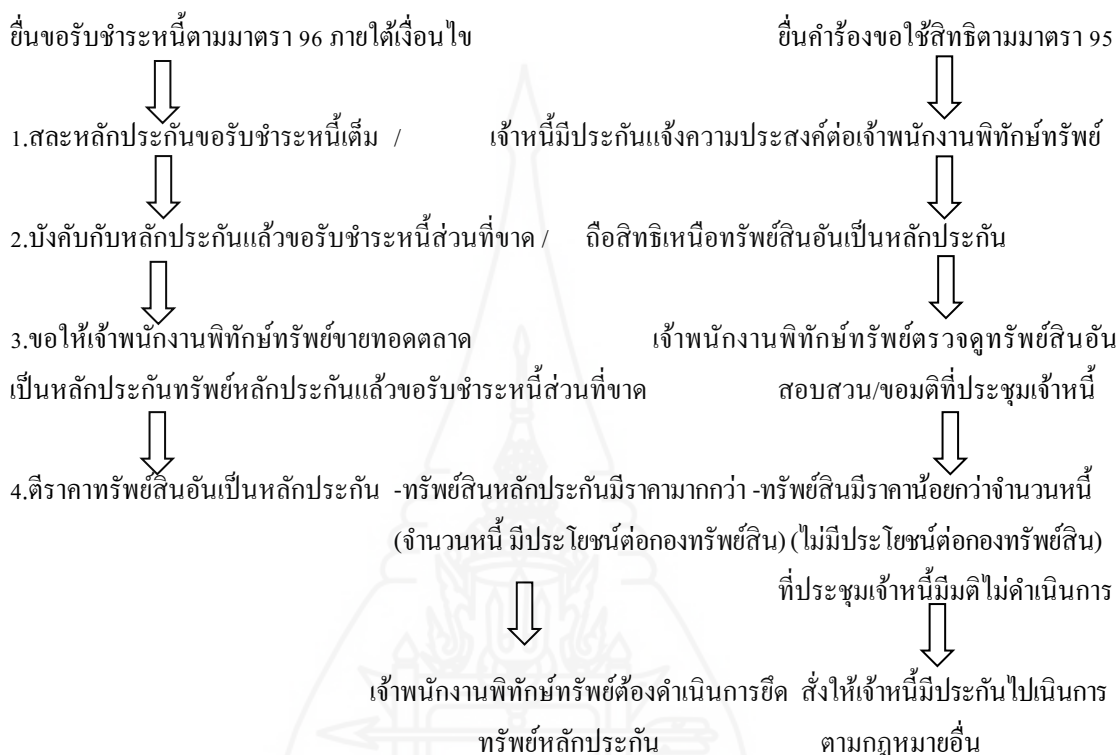 ยื่นขอรับชำระหนี้ตามมาตรา 96 ภายใต้เงื่อนไข ยื่นคำร้องขอใช้สิทธิตามมาตรา 95
1.สละหลักประกันขอรับชำระหนี้เต็ม / เจ้าหนี้มีประกันแจ้งความประสงค์ต่อเจ้าพนักงานพิทักษ์ทรัพย์
2.บังคับกับหลักประกันแล้วขอรับชำระหนี้ส่วนที่ขาด / ถือสิทธิเหนือทรัพย์สินอันเป็นหลักประกัน
3.ขอให้เจ้าพนักงานพิทักษ์ทรัพย์ขายทอดตลาด เจ้าพนักงานพิทักษ์ทรัพย์ตรวจดูทรัพย์สินอัน
เป็นหลักประกันทรัพย์หลักประกันแล้วขอรับชำระหนี้ส่วนที่ขาด สอบสวน/ขอมติที่ประชุมเจ้าหนี้
4.ตีราคาทรัพย์สินอันเป็นหลักประกัน -ทรัพย์สินหลักประกันมีราคามากกว่า -ทรัพย์สินมีราคาน้อยกว่าจำนวนหนี้
(จำนวนหนี้ มีประโยชน์ต่อกองทรัพย์สิน) (ไม่มีประโยชน์ต่อกองทรัพย์สิน)
ที่ประชุมเจ้าหนี้มีมติไม่ดำเนินการ
เจ้าพนักงานพิทักษ์ทรัพย์ต้องดำเนินการยึด สั่งให้เจ้าหนี้มีประกันไปเนินการ
ทรัพย์หลักประกัน ตามกฎหมายอื่น